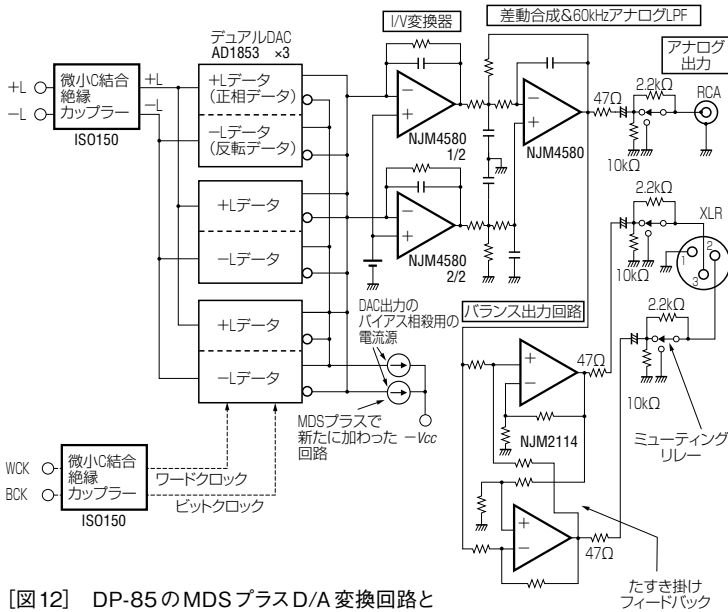 I/V変換器
差動合成&60kHzアナログLPF
アナログ
出力
デュアルDAC
AD1853 ×3
+L
−L
微小C結合
絶縁
カップラー
ISO150
+L
−L
+Lデータ
(正相データ)
−Lデータ
(反転データ)
+Lデータ
−Lデータ
+Lデータ
−Lデータ
−
+
NJM4580
1/2
−
+
NJM4580
2/2
−
+
NJM4580
47Ω
2.2kΩ
10kΩ
RCA
2.2kΩ
10kΩ
XLR
1
2
3
2.2kΩ
10kΩ
ミューティング
リレー
DAC出力の
バイアス相殺用の
電流源
MDSプラスで
新たに加わった
回路
−Vcc
バランス出力回路
+
−
NJM2114
47Ω
+
−
47Ω
たすき掛け
フィードバック
WCK
BCK
微小C結合
絶縁
カップラー
ISO150
ワードクロック
ビットクロック
[図12] DP-85のMDSプラスD/A変換回路と